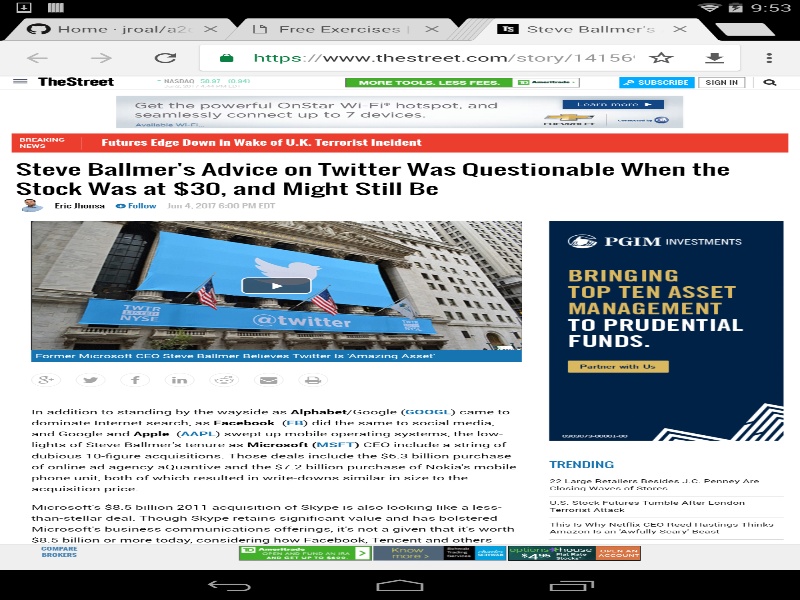 9:53
Home · jroal/a2
Free Exercises
Ts Steve Ballmer's
https://www.thestreet.com/story/14156
TheStreet
NASDAQ
MORE TOOLS. LESS FEES.
Ameritrade
SUBSCRIBE
SIGN IN
Get the powerful OnStar Wi-Fi® hotspot, and
seamlessly connect up to 7 devices.
Available Wi-Fi...
Learn more
CHEVROLET
BREAKING
NEWS
Futures Edge Down in Wake of U.K. Terrorist Incident
Steve Ballmer's Advice on Twitter Was Questionable When the
Stock Was at $30, and Might Still Be
Eric Jhonsa Follow Jun 4, 2017 6:00 PM EDT
TWTR
LISTED
NYSE
@twitter
Former Microsoft CEO Steve Ballmer Believes Twitter Is 'Amazing Asset'
In addition to standing by the wayside as Alphabet/Google (GOOGL) came to
dominate Internet search, as Facebook (FB) did the same to social media,
and Google and Apple (AAPL) swept up mobile operating systems, the low-
lights of Steve Ballmer's tenure as Microsoft (MSFT) CEO include a string of
dubious 10-figure acquisitions. Those deals include the $6.3 billion purchase
of online ad agency aQuantive and the $7.2 billion purchase of Nokia's mobile
phone unit, both of which resulted in write-downs similar in size to the
acquisition price.
Microsoft's $8.5 billion 2011 acquisition of Skype is also looking like a less-
than-stellar deal. Though Skype retains significant value and has bolstered
Microsoft's business communications offerings, it's not a given that it's worth
$8.5 billion or more today, considering how Facebook, Tencent and others
PGIM INVESTMENTS
BRINGING
TOP TEN ASSET
MANAGEMENT
TO PRUDENTIAL
FUNDS.
Partner with Us
TRENDING
22 Large Retailers Besides J.C. Penney Are
Closing Waves of Stores
U.S. Stock Futures Tumble After London
Terrorist Attack
This Is Why Netflix CEO Reed Hastings Thinks
Amazon Is an 'Awfully Scary' Beast
COMPARE
BROKERS
Ameritrade
OPEN AND FUND AN IRA
AND GET UP TO $600.
Know
more >
charles
SCHWAB
optionshouse
$4.95
OPEN AN
ACCOUNT